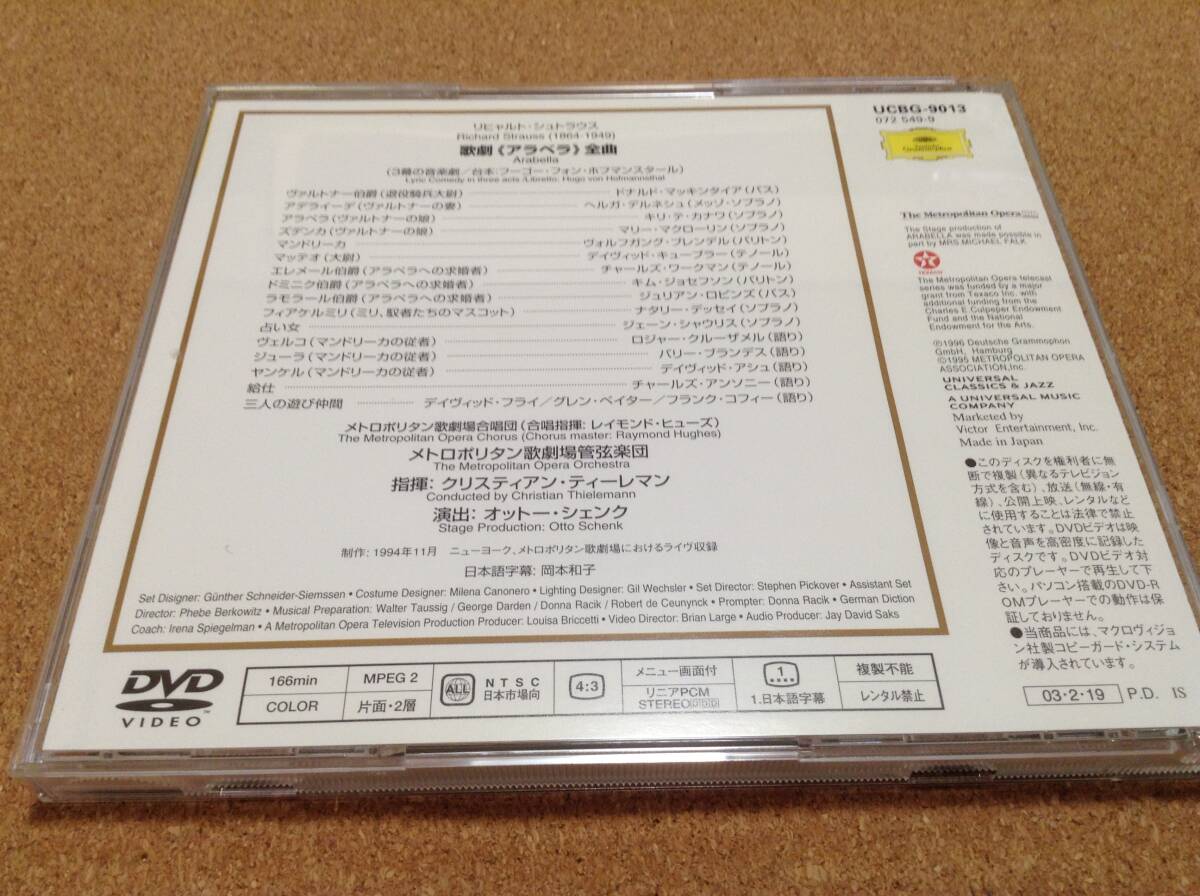 リヒャルト・シュトラウス
Richard Strauss (1864-1949)
歌劇《アラベラ》全曲
Arabella
(3幕の音楽劇/台本:フーゴー・フォン・ホフマンスタール)
Lyric Comedy in three acts /Libretto: Hugo von Hofmannsthal
ヴァルトナー伯爵(退役騎兵大尉) ドナルド・マッキンタイア(バス)
アデライーデ(ヴァルトナーの妻) ヘルガ・デルネシュ(メッゾ・ソプラノ)
アラベラ(ヴァルトナーの娘) キリ・テ・カナワ(ソプラノ)
ズデンカ(ヴァルトナーの娘) マリー・マクローリン(ソプラノ)
マンドリーカ ヴォルフガング・ブレンデル(バリトン)
マッテオ(大尉) デイヴィッド・キューブラー(テノール)
エレメール伯爵(アラベラへの求婚者) チャールズ・ワークマン(テノール)
ドミニク伯爵(アラベラへの求婚者) キム・ジョセフソン(バリトン)
ラモラール伯爵(アラベラへの求婚者) ジュリアン・ロビンズ(バス)
フィアケルミリ(ミリ、馭者たちのマスコット) ナタリー・デッセイ(ソプラノ)
占い女 ジェーン・シャウリス(ソプラノ)
ヴェルコ(マンドリーカの従者) ロジャー・クルーザメル(語り)
ジューラ(マンドリーカの従者) バリー・ブランデス(語り)
ヤンケル(マンドリーカの従者) デイヴィッド・アシュ(語り)
給仕 チャールズ・アンソニー(語り)
三人の遊び仲間 デイヴィッド・フライ/グレン・ベイター/フランク・コフィー(語り)
メトロポリタン歌劇場合唱団(合唱指揮:レイモンド・ヒューズ)
The Metropolitan Opera Chorus (Chorus master: Raymond Hughes)
メトロポリタン歌劇場管弦楽団
The Metropolitan Opera Orchestra
指揮:クリスティアン・ティーレマン
Conducted by Christian Thielemann
演出:オットー・シェンク
Stage Production: Otto Schenk
制作:1994年11月 ニューヨーク、メトロポリタン歌劇場におけるライヴ収録
日本語字幕:岡本和子
Set Disigner: Günther Schneider-Siemssen • Costume Designer: Milena Canonero • Lighting Designer: Gil Wechsler • Set Director: Stephen Pickover • Assistant Set
Director: Phebe Berkowitz • Musical Preparation: Walter Taussig / George Darden / Donna Racik / Robert de Ceunynck • Prompter: Donna Racik • German Diction
Coach: Irena Spiegelman • A Metropolitan Opera Television Production Producer: Louisa Briccetti • Video Director: Brian Large • Audio Producer: Jay David Saks
DVD
VIDEO™
166min
COLOR
MPEG 2
片面・2層
ALL
NTSC
日本市場向
4:3
メニュー画面付
リニアPCM
STEREO DDD
1
1.日本語字幕
複製不能
レンタル禁止
UCBG-9013
072 549-9
Deutsche
Grammophon
The Metropolitan Opera
The Stage production of
ARABELLA was made possible in
part by MRS MICHAEL FALK
TEXACO
The Metropolitan Opera telecast
series was funded by a major
grant from Texaco Inc. with
additional funding from the
Charles E.Culpeper Endowment
Fund and the National
Endowment for the Arts.
℗1996 Deutsche Grammophon
GmbH, Hamburg
©1995 METROPOLITAN OPERA
ASSOCIATION,Inc.
UNIVERSAL
CLASSICS & JAZZ
A UNIVERSAL MUSIC
COMPANY
Marketed by
Victor Entertainment, Inc.
Made in Japan
●このディスクを権利者に無
断で複製(異なるテレビジョン
方式を含む)、放送(無線・有
線)、公開上映、レンタルなど
に使用することは法律で禁止
されています。DVDビデオは映
像と音声を高密度に記録した
ディスクです。DVDビデオ対
応のプレーヤーで再生して下
さい。パソコン搭載のDVD-R
OMプレーヤーでの動作は保
証しておりません。
●当商品には、マクロヴィジョ
ン社製コピーガード・システム
が導入されています。
03・2・19 P.D. IS